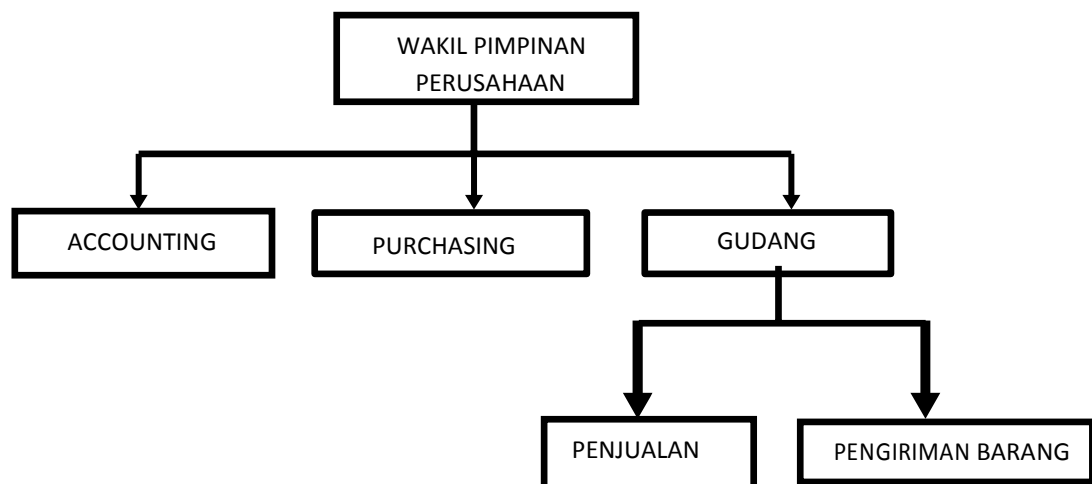 WAKIL PIMPINAN
PERUSAHAAN
ACCOUNTING
PURCHASING
GUDANG
PENJUALAN
PENGIRIMAN BARANG